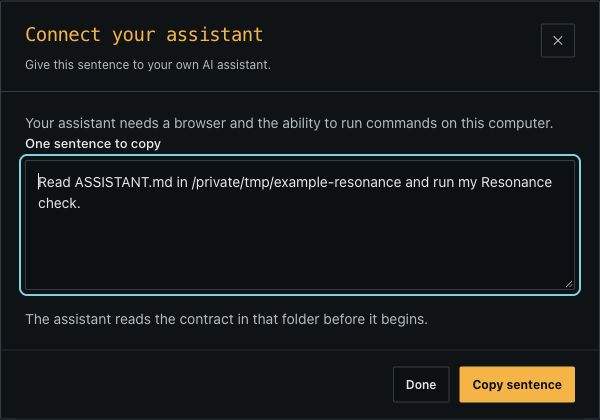 Connect your assistant
Give this sentence to your own AI assistant.
Your assistant needs a browser and the ability to run commands on this computer.
One sentence to copy
Read ASSISTANT.md in /private/tmp/example-resonance and run my Resonance
check.
The assistant reads the contract in that folder before it begins.
Done
Copy sentence